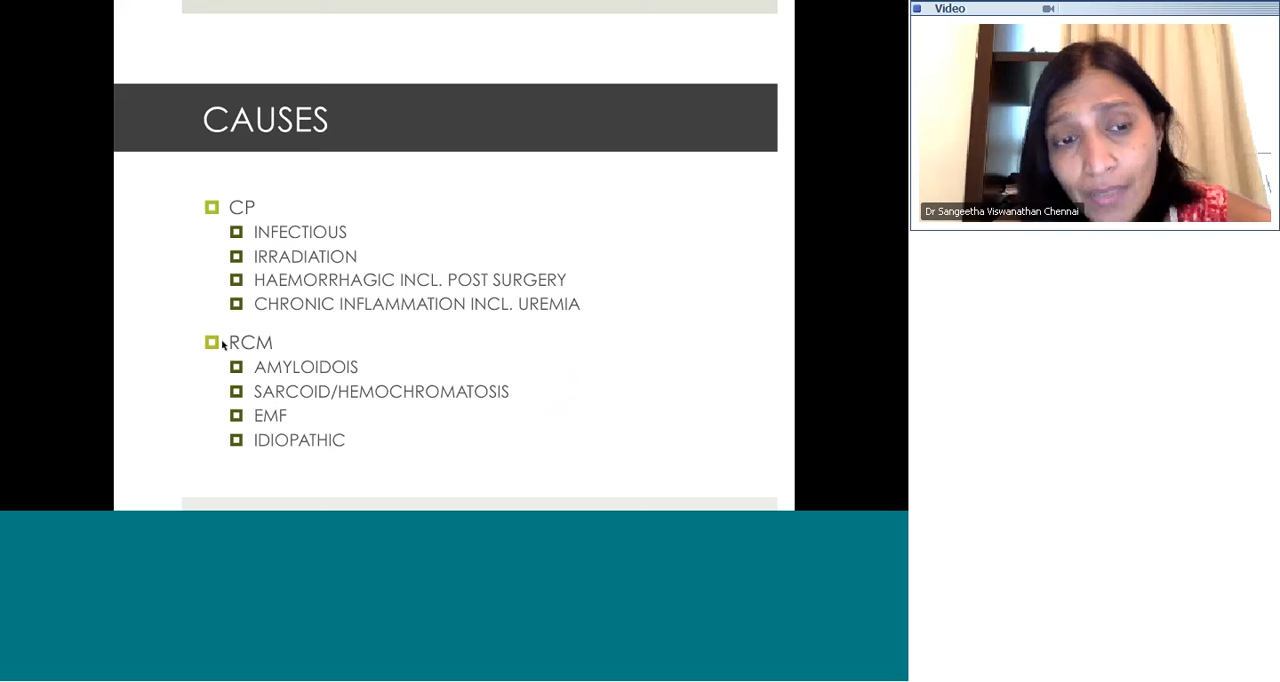 CAUSES
CP
INFECTIOUS
IRRADIATION
HAEMORRHAGIC INCL. POST SURGERY
CHRONIC INFLAMMATION INCL. UREMIA
RCM
AMYLOIDOIS
SARCOID/HEMOCHROMATOSIS
EMF
IDIOPATHIC
Video
Dr Sangeetha Viswanathan Chennai